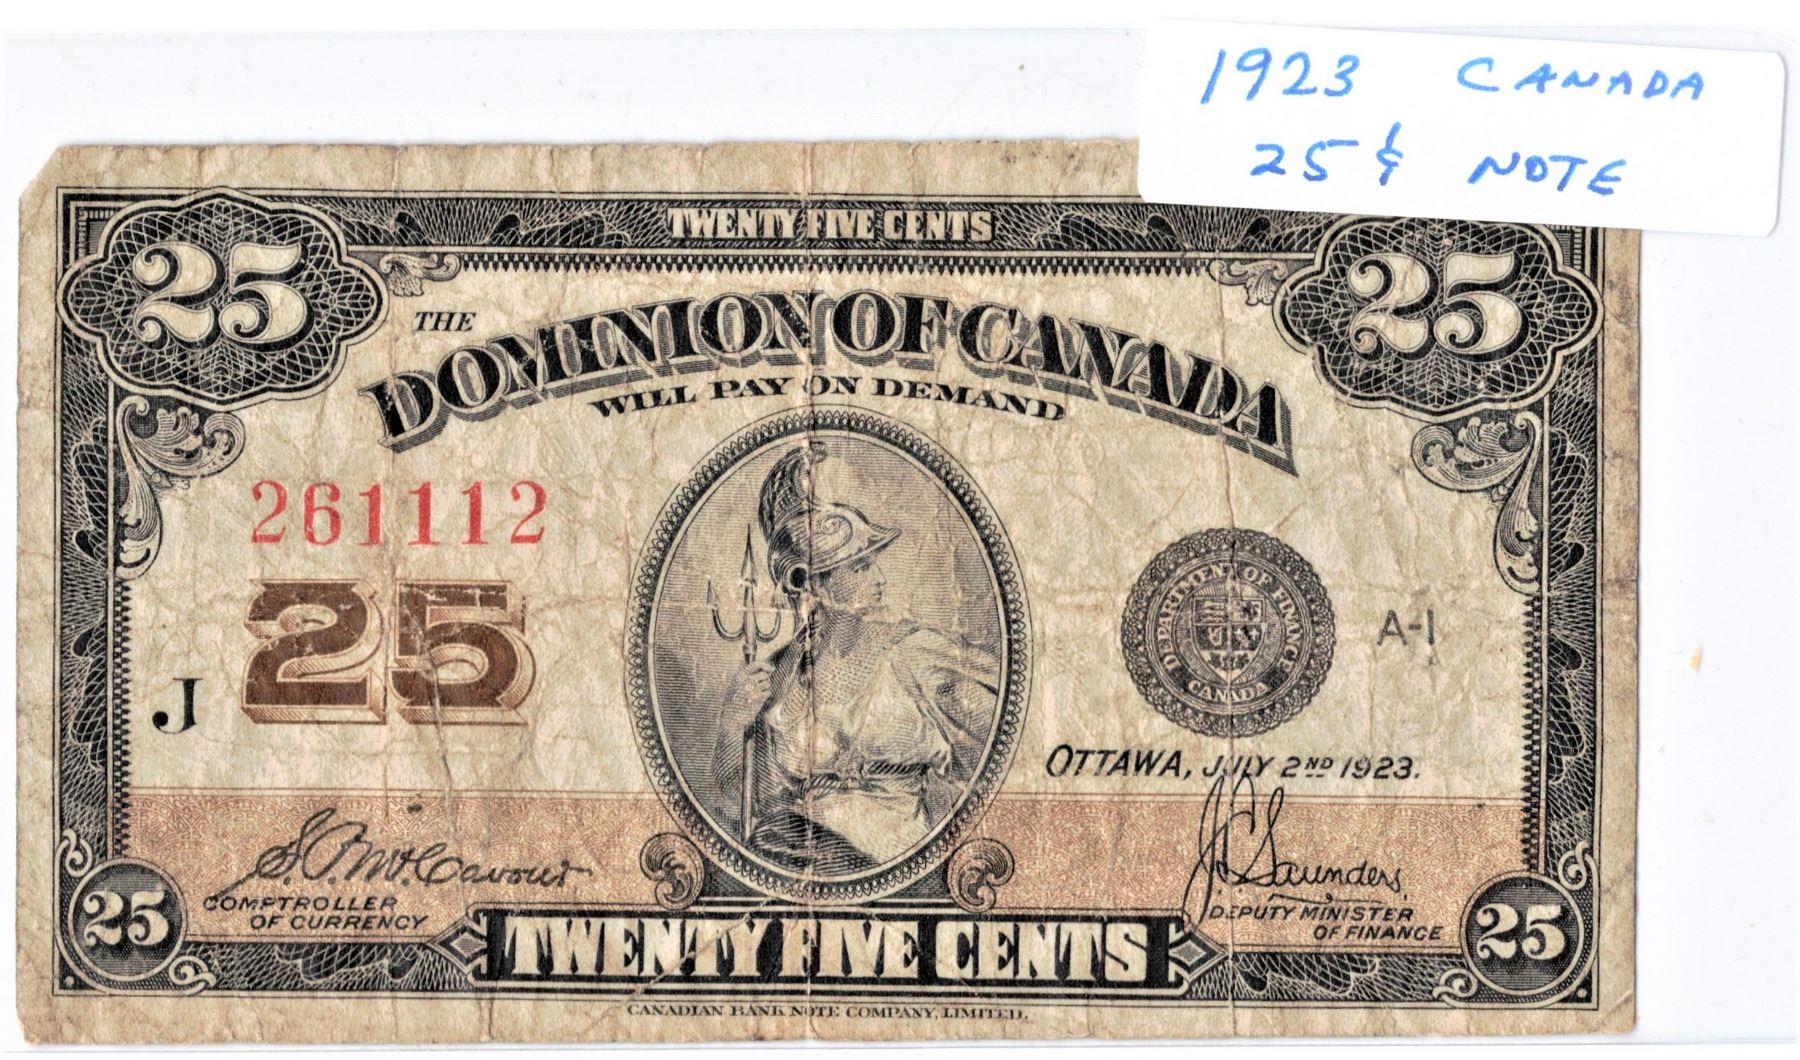 1923 CANADA
25¢ NOTE
TWENTY FIVE CENTS
25
25
THE
DOMINION OF CANADA
WILL PAY ON DEMAND
261112
25
J
DEPARTMENT OF FINANCE
CANADA
A-1
OTTAWA, JULY 2ND 1923.
J.C. Saunders,
COMPTROLLER
OF CURRENCY
DEPUTY MINISTER
OF FINANCE
25
25
TWENTY FIVE CENTS
CANADIAN BANK NOTE COMPANY, LIMITED.